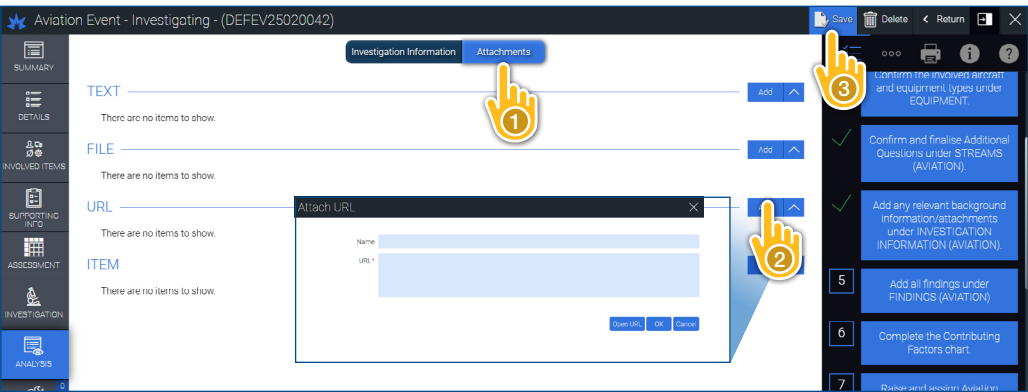 Aviation Event - Investigating - (DEFEV25020042)
Save
Delete
Return
SUMMARY
DETAILS
INVOLVED ITEMS
SUPPORTING
INFO
ASSESSMENT
INVESTIGATION
ANALYSIS
0
Investigation Information
Attachments
1
TEXT
Add
There are no items to show.
FILE
Add
There are no items to show.
URL
There are no items to show.
2
ITEM
There are no items to show.
Attach URL
Name
URL*
Open URL
OK
Cancel
3
Confirm the involved aircraft
and equipment types under
EQUIPMENT.
Confirm and finalise Additional
Questions under STREAMS
(AVIATION).
Add any relevant background
information/attachments
under INVESTIGATION
INFORMATION (AVIATION).
5
Add all findings under
FINDINGS (AVIATION)
6
Complete the Contributing
Factors chart.
7
Raise and assign Aviation